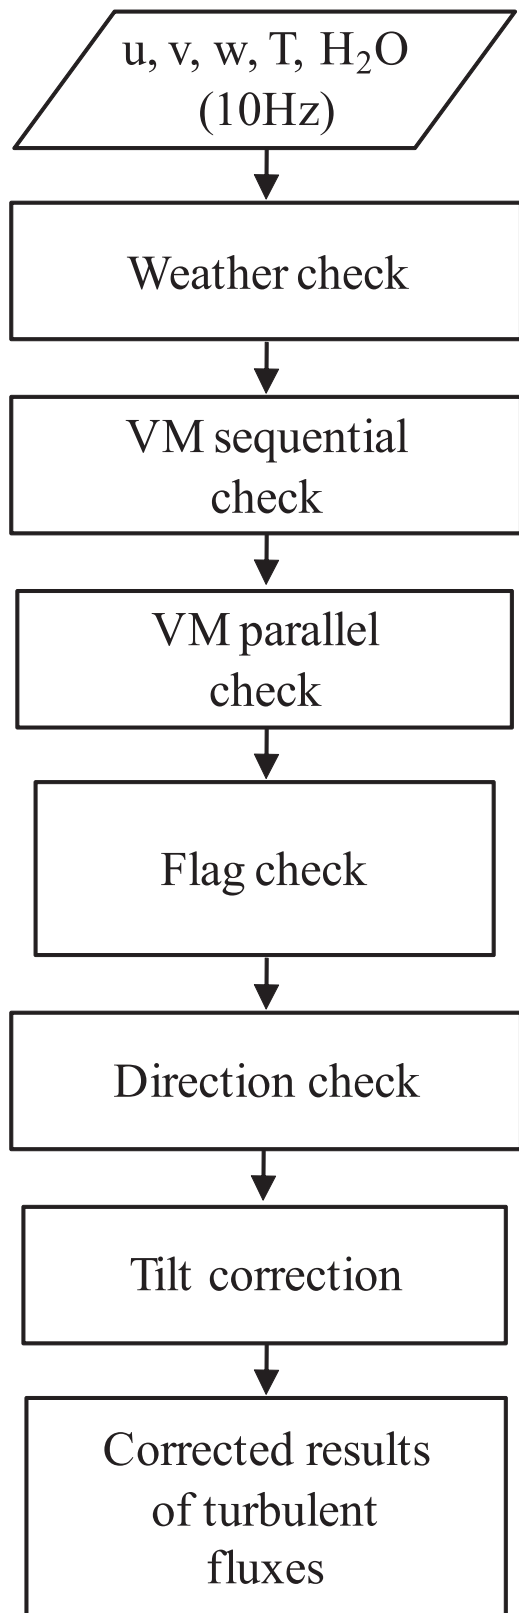 u, v, w, T, H₂O
(10Hz)
Weather check
VM sequential
check
VM parallel
check
Flag check
Direction check
Tilt correction
Corrected results
of turbulent
fluxes